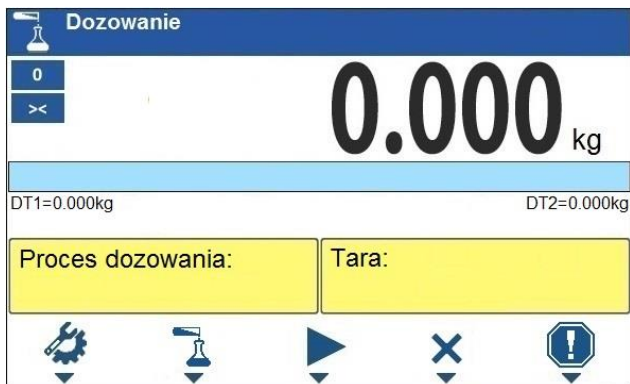 Dozowanie
0
><
0.000 kg
DT1=0.000kg DT2=0.000kg
Proces dozowania: Tara: